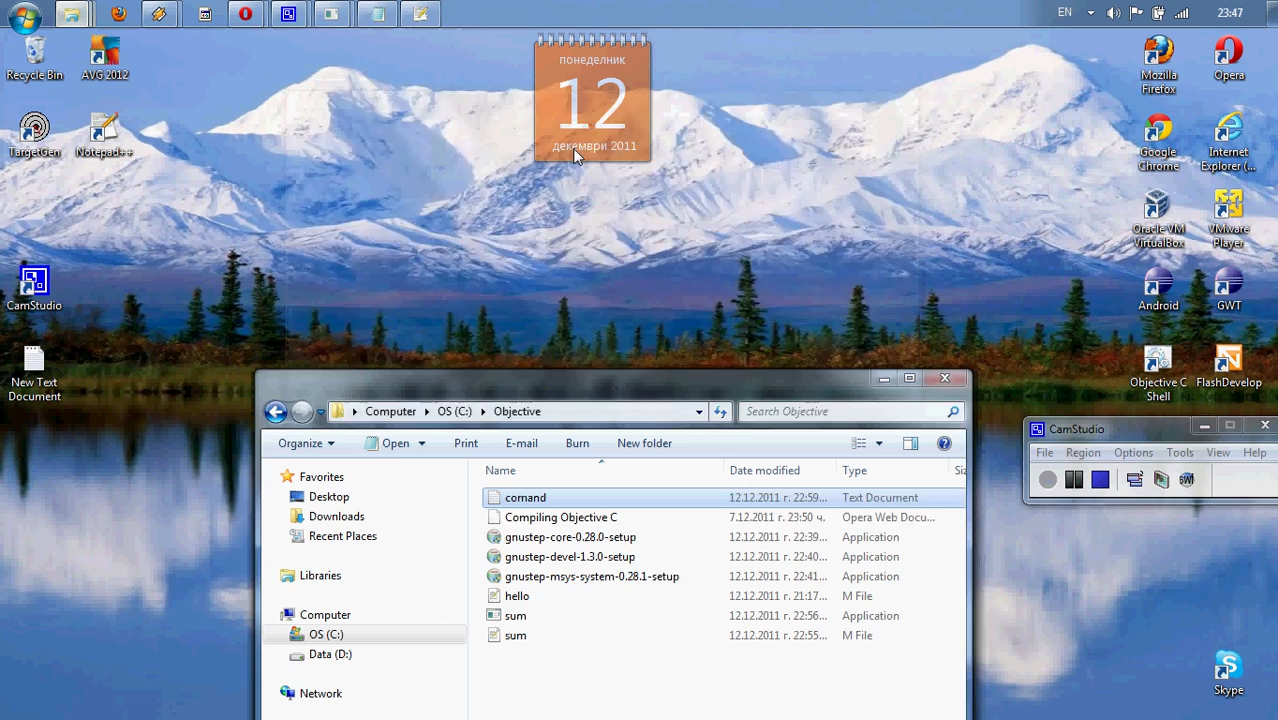 EN
23:47
Recycle Bin
AVG 2012
понеделник
12
декември 2011
Mozilla
Firefox
Opera
TargetGen
Notepad++
Google
Chrome
Internet
Explorer (...
Oracle VM
VirtualBox
VMware
Player
CamStudio
Android
GWT
New Text
Document
Objective C
Shell
FlashDevelop
Computer
OS (C:)
Objective
Search Objective
Organize
Open
Print
E-mail
Burn
New folder
CamStudio
File Region Options Tools View Help
Name Date modified Type Siz
Favorites
Desktop
Downloads
Recent Places
Libraries
Computer
OS (C:)
Data (D:)
Network
comand 12.12.2011 г. 22:59... Text Document
Compiling Objective C 7.12.2011 г. 23:50 ч. Opera Web Docu...
gnustep-core-0.28.0-setup 12.12.2011 г. 22:39... Application
gnustep-devel-1.3.0-setup 12.12.2011 г. 22:40... Application
gnustep-msys-system-0.28.1-setup 12.12.2011 г. 22:41... Application
hello 12.12.2011 г. 21:17... M File
sum 12.12.2011 г. 22:56... Application
sum 12.12.2011 г. 22:55... M File
Skype